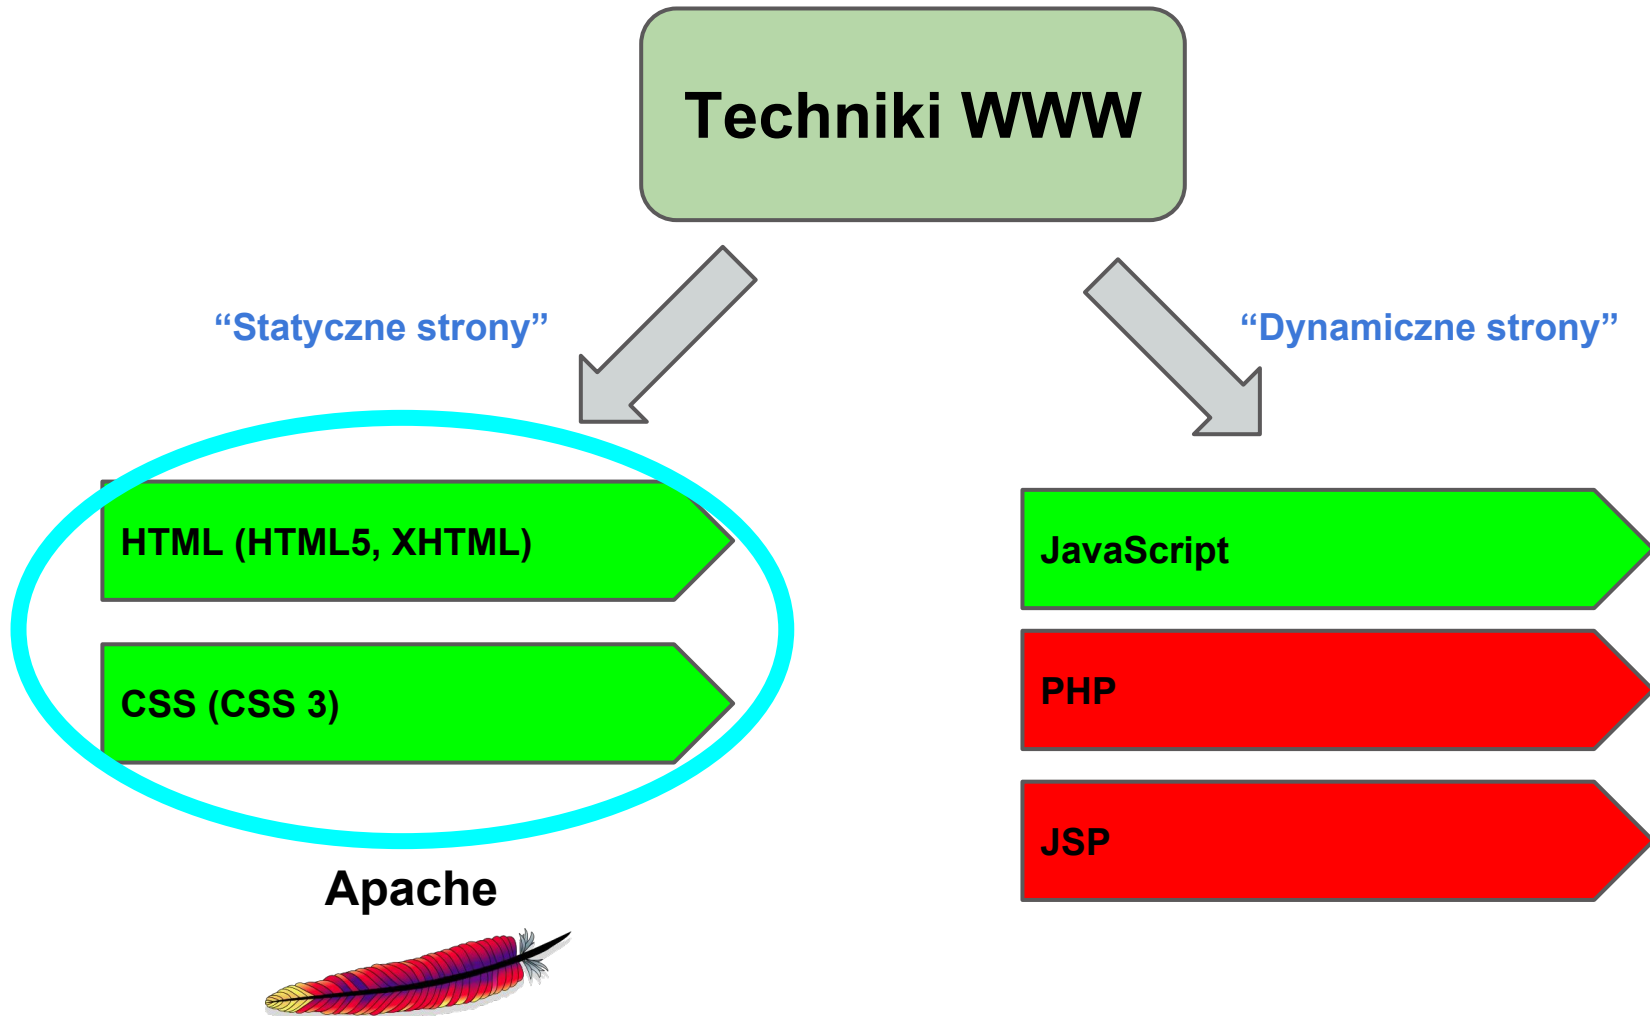 Techniki WWW
“Statyczne strony”
“Dynamiczne strony”
HTML (HTML5, XHTML)
CSS (CSS 3)
Apache
JavaScript
PHP
JSP